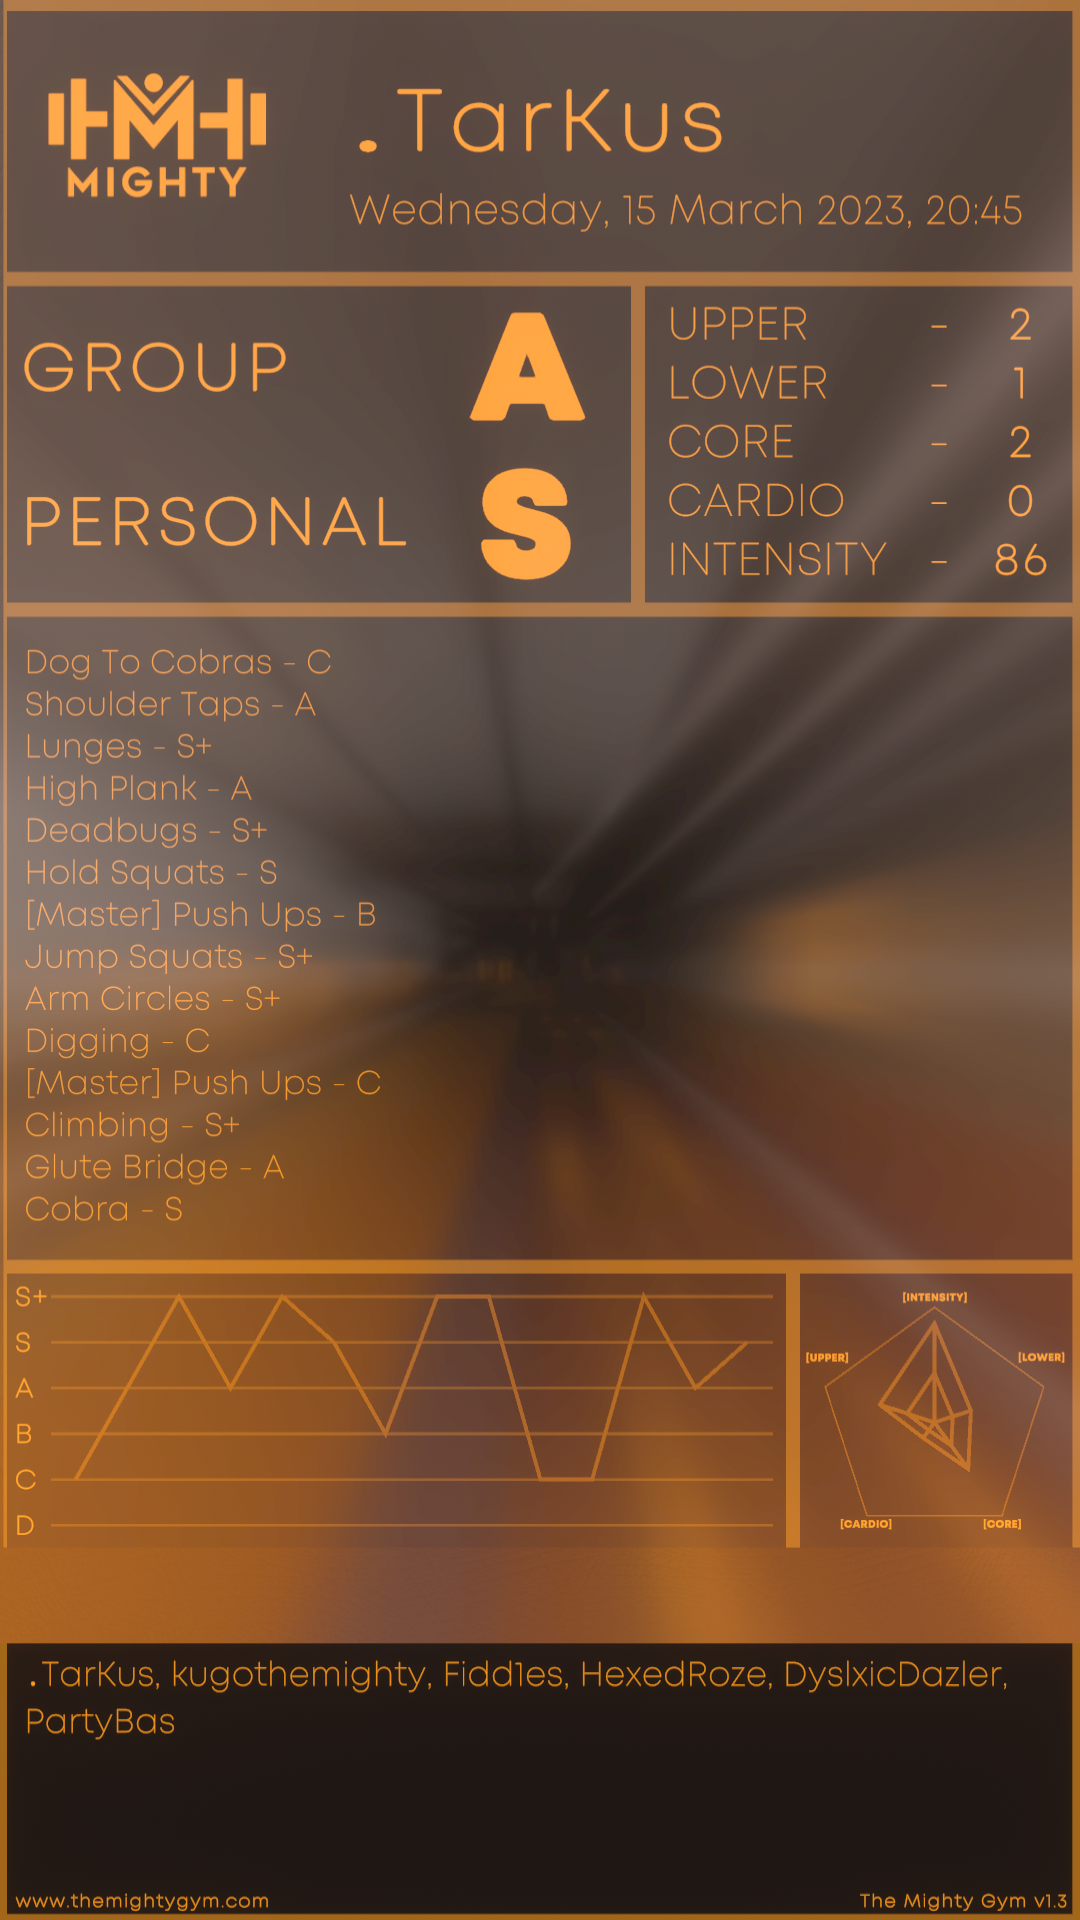 MIGHTY
.TarKus
Wednesday, 15 March 2023, 20:45
GROUP A
PERSONAL S
UPPER - 2
LOWER - 1
CORE - 2
CARDIO - 0
INTENSITY - 86
Dog To Cobras - C
Shoulder Taps - A
Lunges - S+
High Plank - A
Deadbugs - S+
Hold Squats - S
[Master] Push Ups - B
Jump Squats - S+
Arm Circles - S+
Digging - C
[Master] Push Ups - C
Climbing - S+
Glute Bridge - A
Cobra - S
S+
S
A
B
C
D
[INTENSITY]
[UPPER]
[LOWER]
[CARDIO]
[CORE]
.TarKus, kugothemighty, Fidd1es, HexedRoze, DyslxicDazler,
PartyBas
www.themightygym.com
The Mighty Gym v1.3